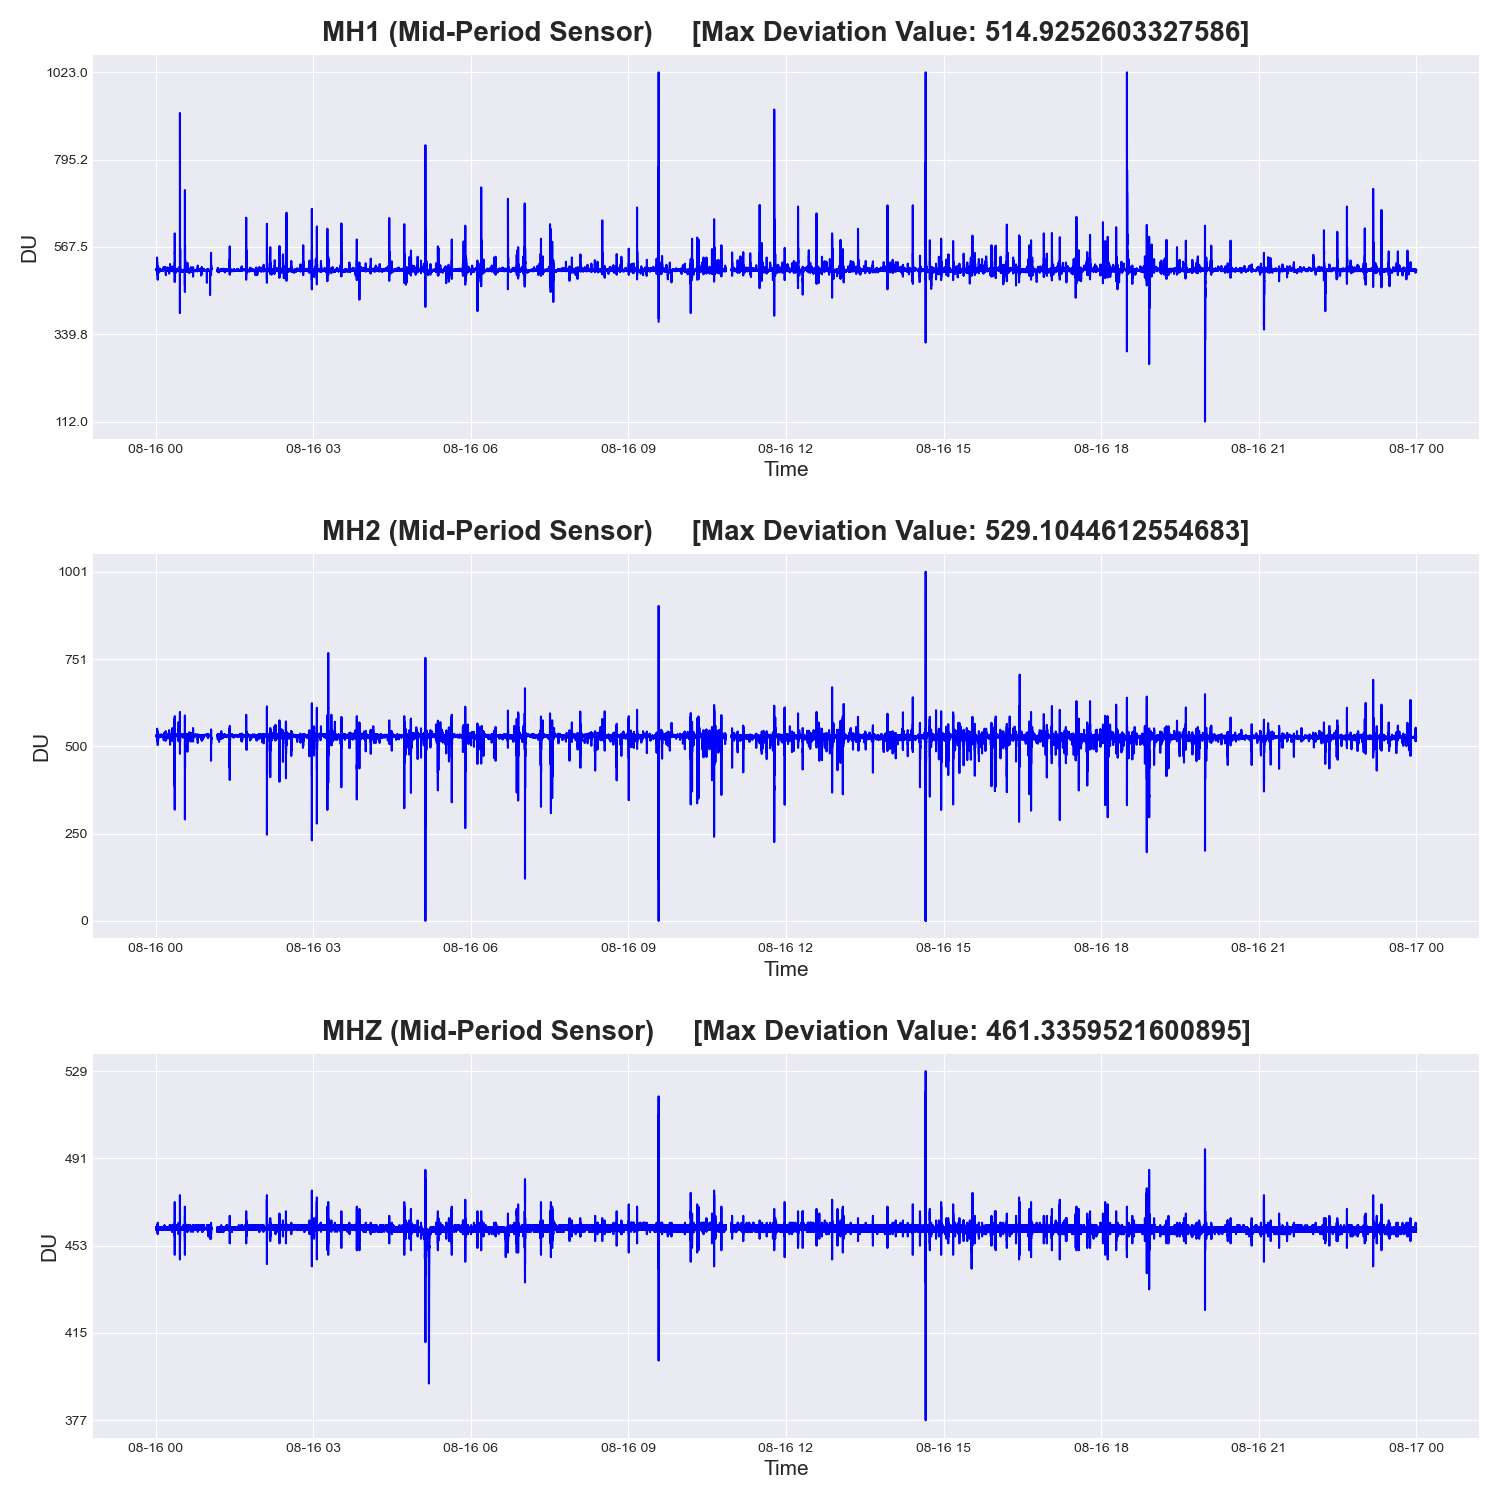 MH1 (Mid-Period Sensor)     [Max Deviation Value: 514.9252603327586]
1023.0
795.2
567.5
339.8
112.0
DU
08-16 00 08-16 03 08-16 06 08-16 09 08-16 12 08-16 15 08-16 18 08-16 21 08-17 00
Time
MH2 (Mid-Period Sensor)     [Max Deviation Value: 529.1044612554683]
1001
751
500
250
0
DU
08-16 00 08-16 03 08-16 06 08-16 09 08-16 12 08-16 15 08-16 18 08-16 21 08-17 00
Time
MHZ (Mid-Period Sensor)     [Max Deviation Value: 461.3359521600895]
529
491
453
415
377
DU
08-16 00 08-16 03 08-16 06 08-16 09 08-16 12 08-16 15 08-16 18 08-16 21 08-17 00
Time